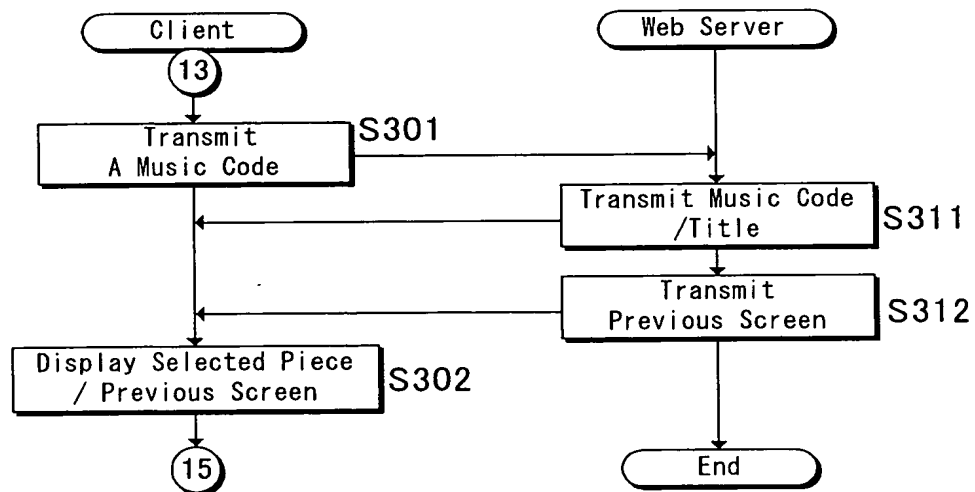 Client
Web Server
13
Transmit
A Music Code
S301
Transmit Music Code
/Title
S311
Transmit
Previous Screen
S312
Display Selected Piece
/ Previous Screen
S302
15
End